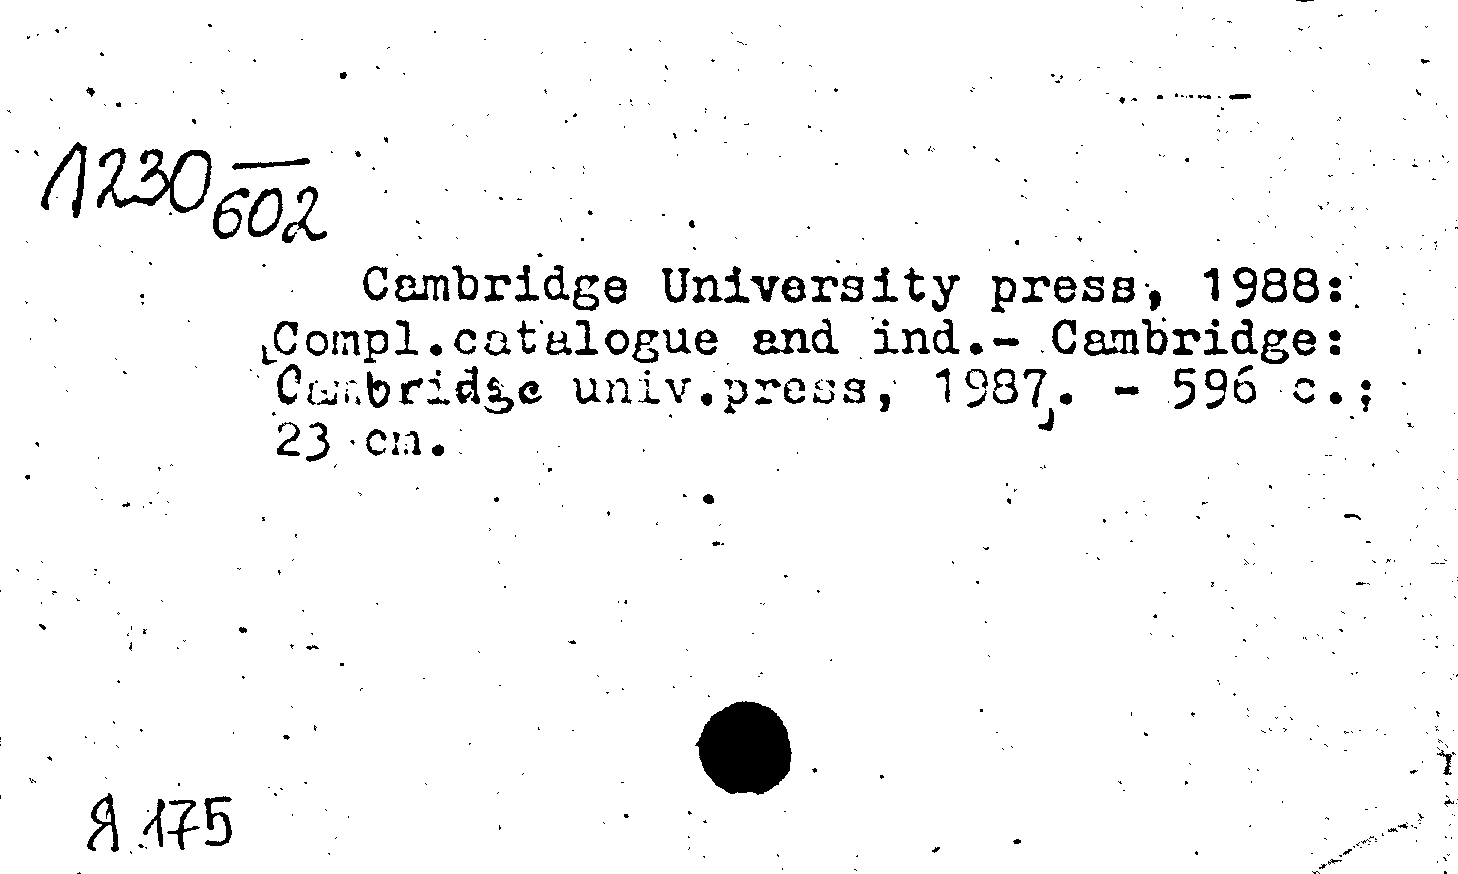 1230 —
602
Cambridge University press, 1988:
Compl.catalogue and ind.- Cambridge:
Cambridge univ.press, 1987. - 596 c.;
23 cm.
Я 175